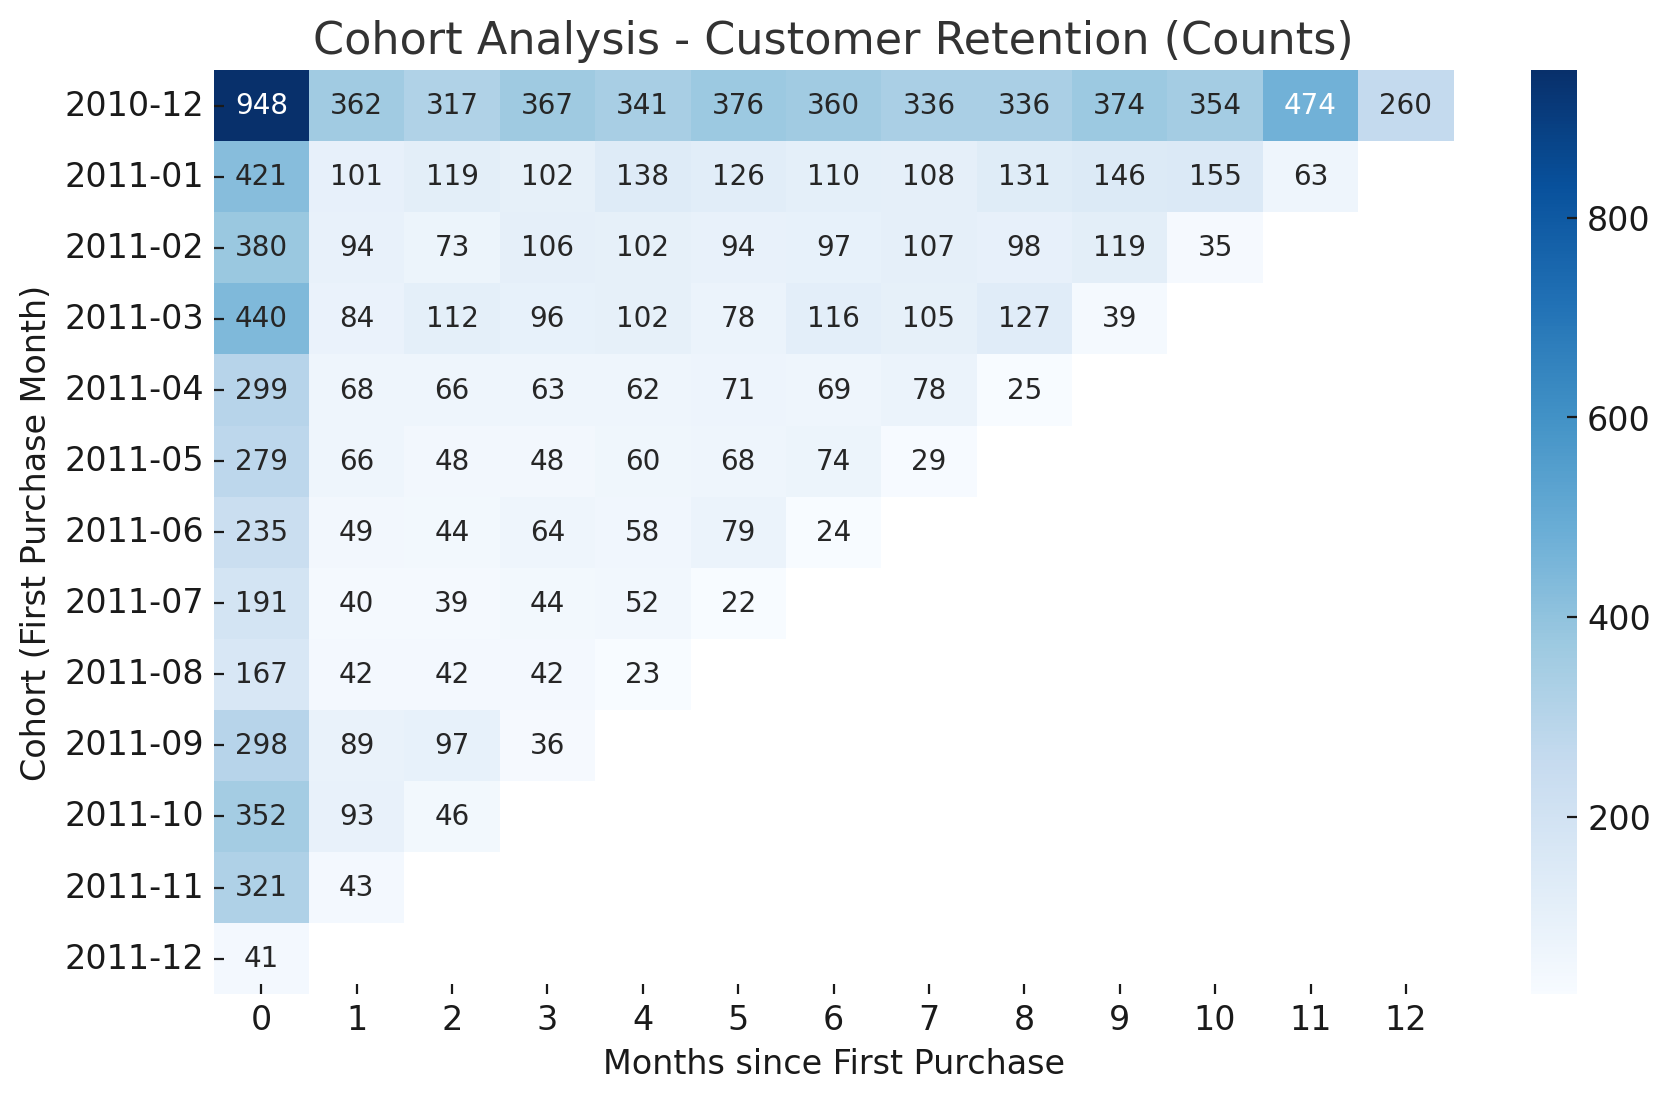 Cohort Analysis - Customer Retention (Counts)
Cohort (First Purchase Month)
2010-12 948 362 317 367 341 376 360 336 336 374 354 474 260
2011-01 421 101 119 102 138 126 110 108 131 146 155 63
2011-02 380 94 73 106 102 94 97 107 98 119 35
2011-03 440 84 112 96 102 78 116 105 127 39
2011-04 299 68 66 63 62 71 69 78 25
2011-05 279 66 48 48 60 68 74 29
2011-06 235 49 44 64 58 79 24
2011-07 191 40 39 44 52 22
2011-08 167 42 42 42 23
2011-09 298 89 97 36
2011-10 352 93 46
2011-11 321 43
2011-12 41
0 1 2 3 4 5 6 7 8 9 10 11 12
Months since First Purchase
800
600
400
200